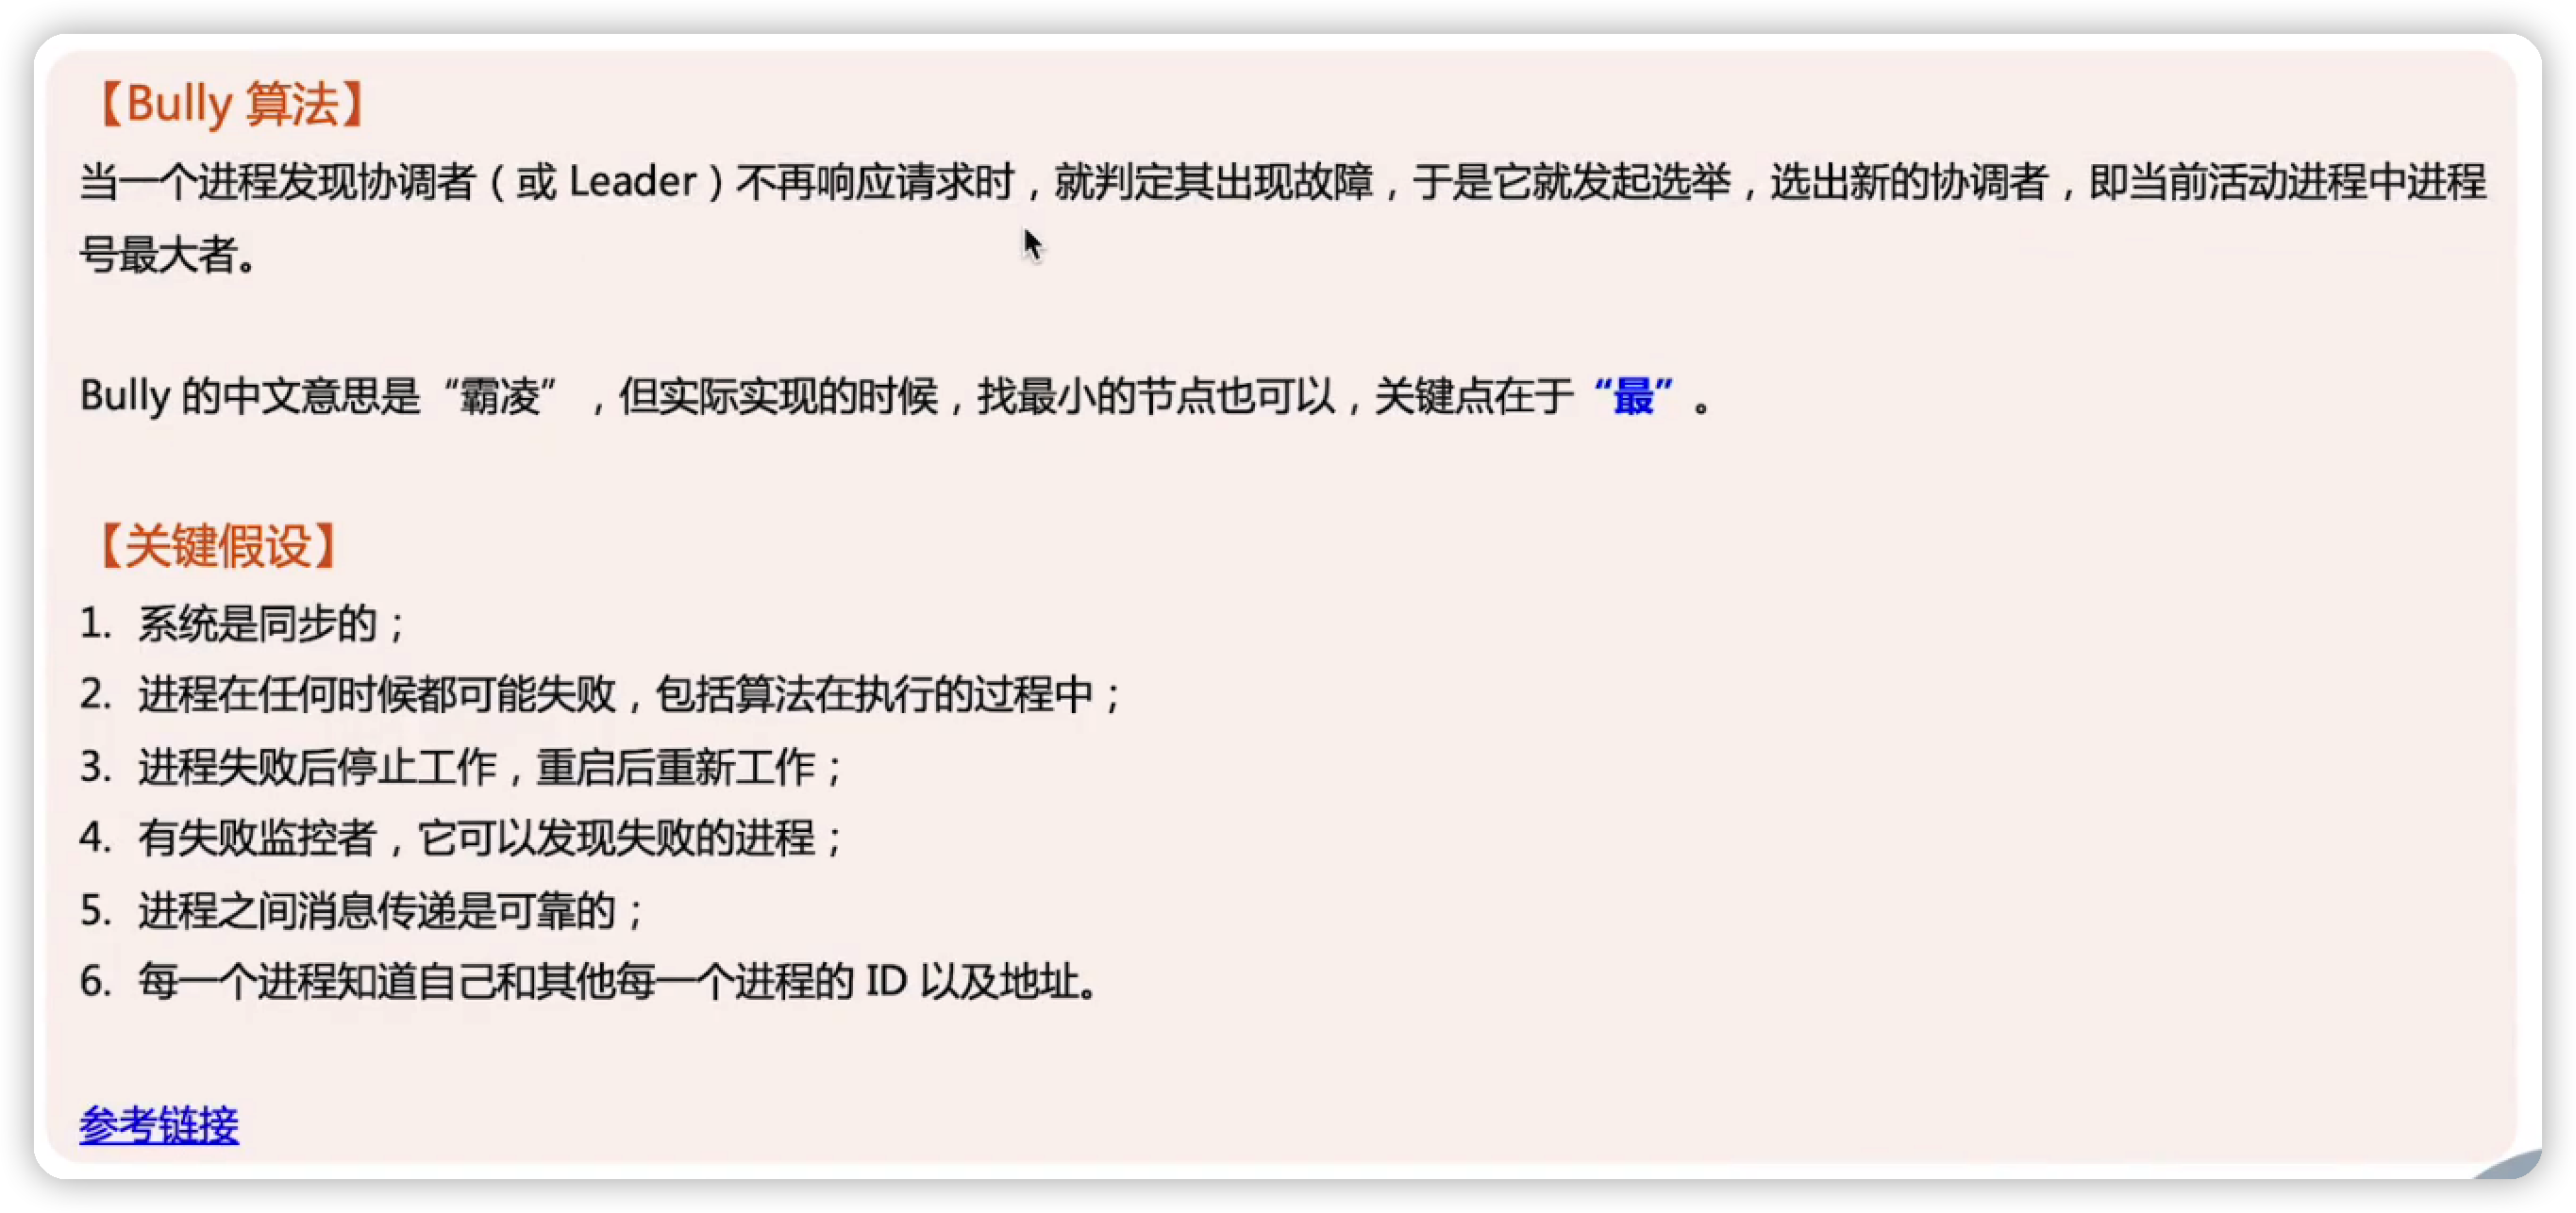 【Bully 算法】
当一个进程发现协调者（或 Leader）不再响应请求时，就判定其出现故障，于是它就发起选举，选出新的协调者，即当前活动进程中进程
号最大者。
Bully 的中文意思是“霸凌”，但实际实现的时候，找最小的节点也可以，关键点在于“最”。
【关键假设】
1. 系统是同步的；
2. 进程在任何时候都可能失败，包括算法在执行的过程中；
3. 进程失败后停止工作，重启后重新工作；
4. 有失败监控者，它可以发现失败的进程；
5. 进程之间消息传递是可靠的；
6. 每一个进程知道自己和其他每一个进程的 ID 以及地址。
参考链接